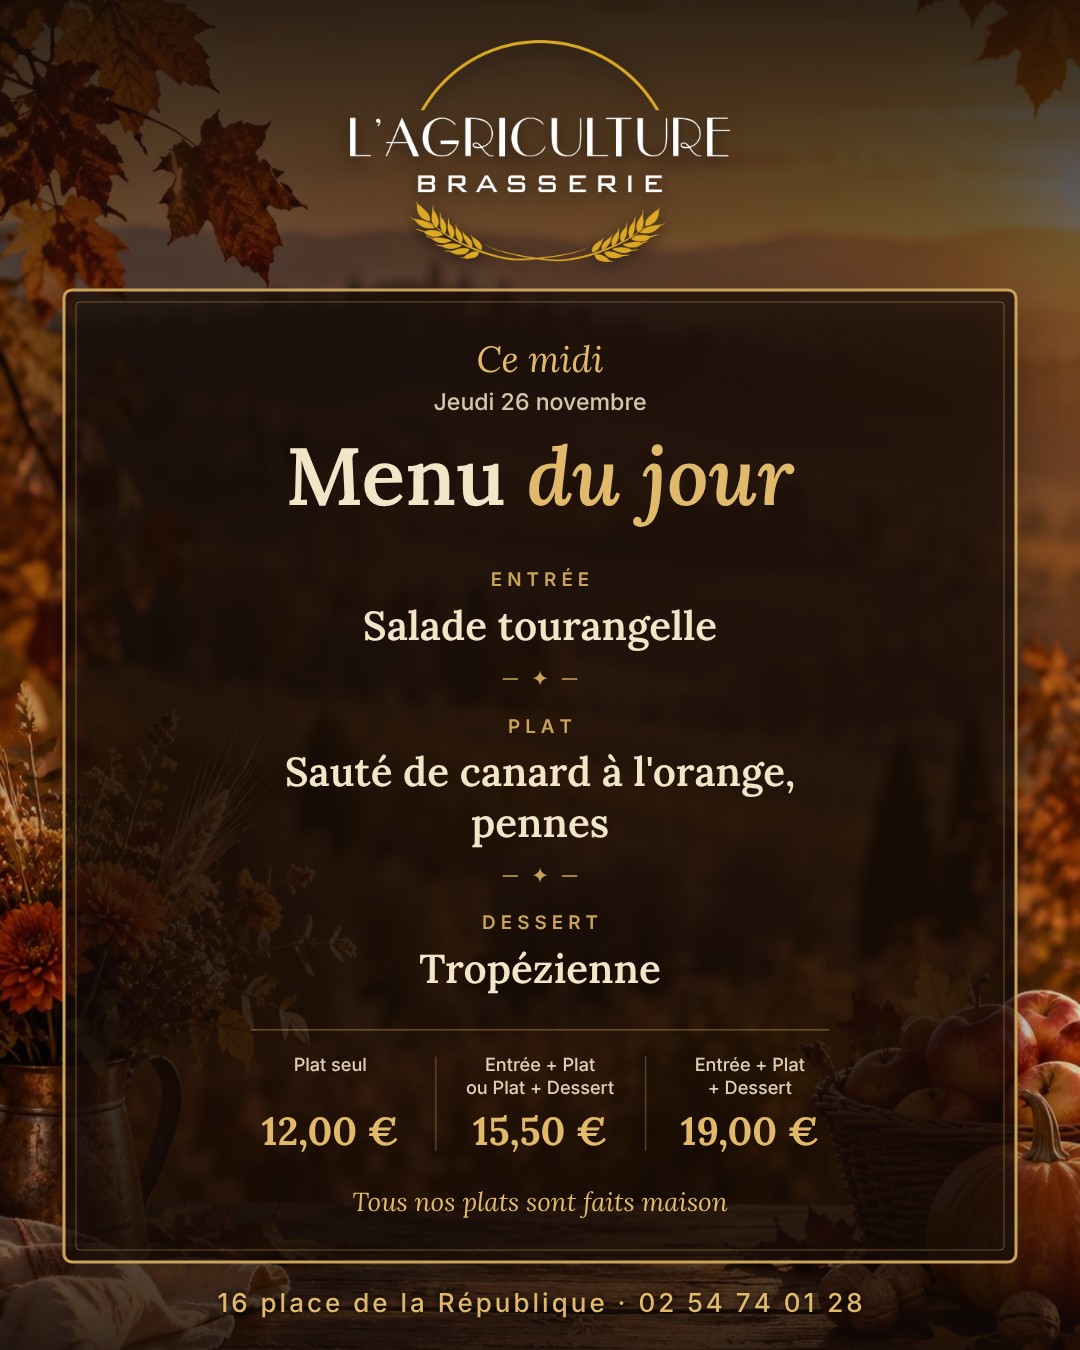 L'AGRICULTURE
BRASSERIE
Ce midi
Jeudi 26 novembre
Menu du jour
ENTRÉE
Salade tourangelle
PLAT
Sauté de canard à l'orange,
pennes
DESSERT
Tropézienne
Plat seul
12,00 €
Entrée + Plat
ou Plat + Dessert
15,50 €
Entrée + Plat
+ Dessert
19,00 €
Tous nos plats sont faits maison
16 place de la République · 02 54 74 01 28